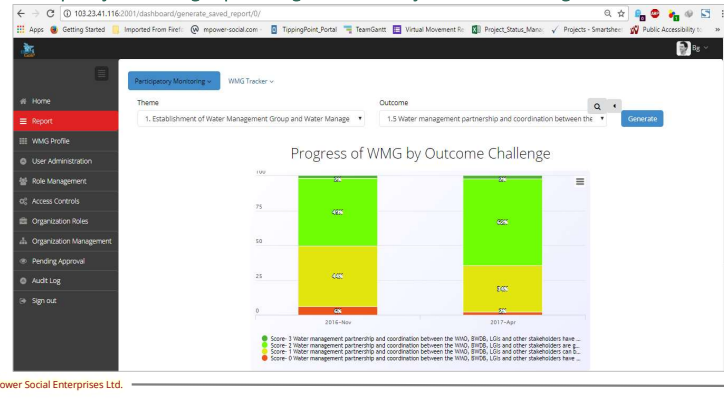 103.23.41.116:2001/dashboard/generate_saved_report/0/
Apps Getting Started Imported From Firef mpower-social.com TippingPoint_Portal TeamGantt Virtual Movement Re Project_Status_Mana Projects - Smartshee Public Accessibility to »
Bg
Participatory Monitoring WMG Tracker
Home
Report
WMG Profile
User Administration
Role Management
Access Controls
Organization Roles
Organization Management
Pending Approval
Audit Log
Sign out
Theme Outcome
1. Establishment of Water Management Group and Water Manage 1.5 Water management partnership and coordination between the Generate
Progress of WMG by Outcome Challenge
100
75
50
25
0
2016-Nov 2017-Apr
Score- 3 Water management partnership and coordination between the WMO, BWDB, LGIs and other stakeholders have ...
Score- 2 Water management partnership and coordination between the WMO, BWDB, LGIs and other stakeholders are g...
Score- 1 Water management partnership and coordination between the WMO, BWDB, LGIs and other stakeholders can b...
Score- 0 Water management partnership and coordination between the WMO, BWDB, LGIs and other stakeholders have ...
ower Social Enterprises Ltd.